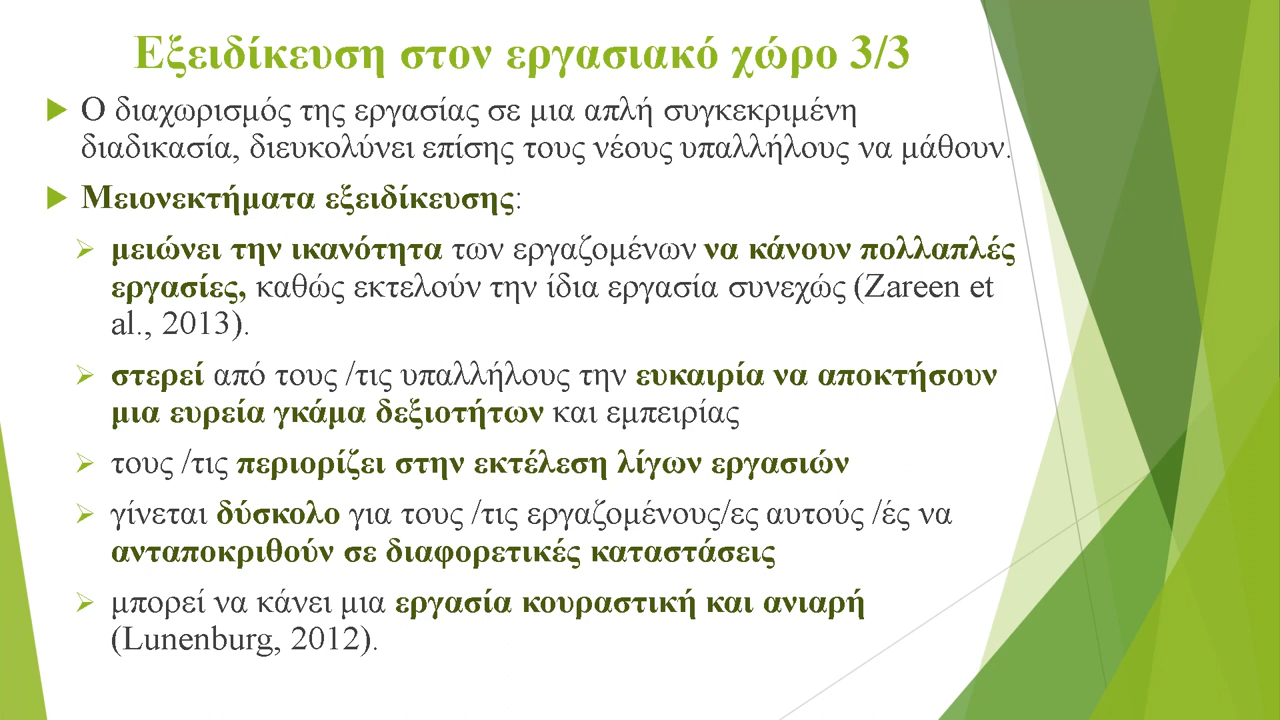 Εξειδίκευση στον εργασιακό χώρο 3/3
Ο διαχωρισμός της εργασίας σε μια απλή συγκεκριμένη
διαδικασία, διευκολύνει επίσης τους νέους υπαλλήλους να μάθουν.
Μειονεκτήματα εξειδίκευσης:
μειώνει την ικανότητα των εργαζομένων να κάνουν πολλαπλές
εργασίες, καθώς εκτελούν την ίδια εργασία συνεχώς (Zareen et
al., 2013).
στερεί από τους /τις υπαλλήλους την ευκαιρία να αποκτήσουν
μια ευρεία γκάμα δεξιοτήτων και εμπειρίας
τους /τις περιορίζει στην εκτέλεση λίγων εργασιών
γίνεται δύσκολο για τους /τις εργαζομένους/ες αυτούς /ές να
ανταποκριθούν σε διαφορετικές καταστάσεις
μπορεί να κάνει μια εργασία κουραστική και ανιαρή
(Lunenburg, 2012).